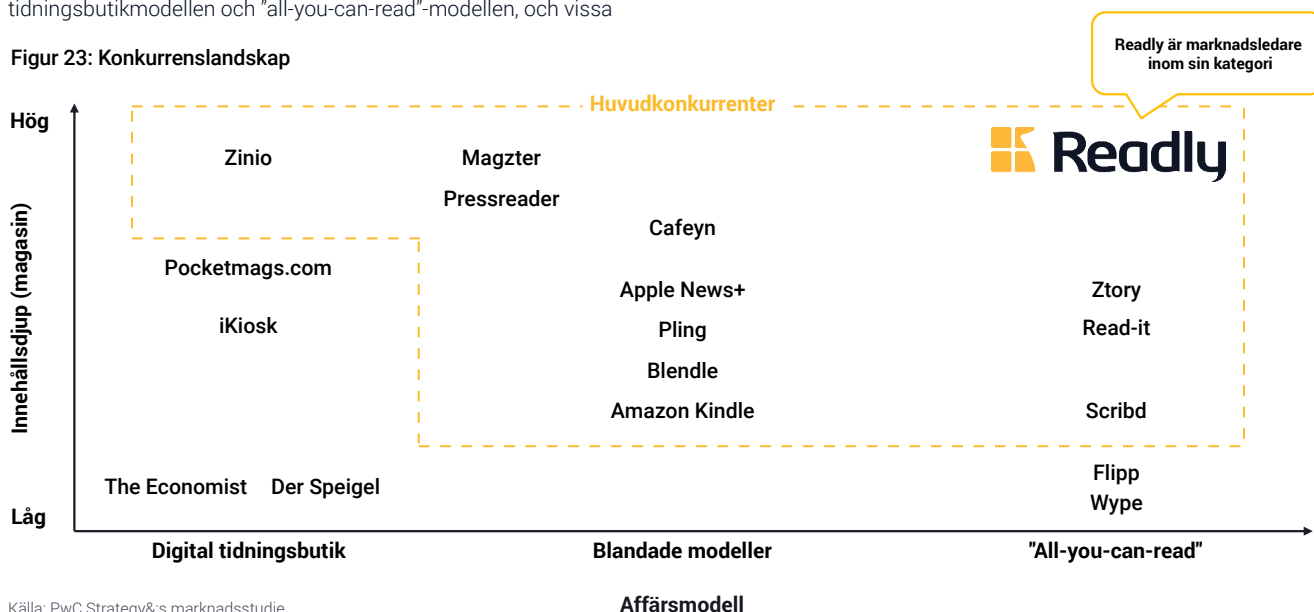 tidningsbutikmodellen och ”all-you-can-read”-modellen, och vissa
Figur 23: Konkurrenslandskap
Readly är marknadsledare
inom sin kategori
Huvudkonkurrenter
Hög
Zinio
Magzter
Readly
Pressreader
Cafeyn
Innehållsdjup (magasin)
Pocketmags.com
Apple News+
Ztory
iKiosk
Pling
Read-it
Blendle
Amazon Kindle
Scribd
The Economist
Der Speigel
Flipp
Wype
Låg
Digital tidningsbutik
Blandade modeller
"All-you-can-read"
Affärsmodell
Källa: PwC Strategy&:s marknadsstudie